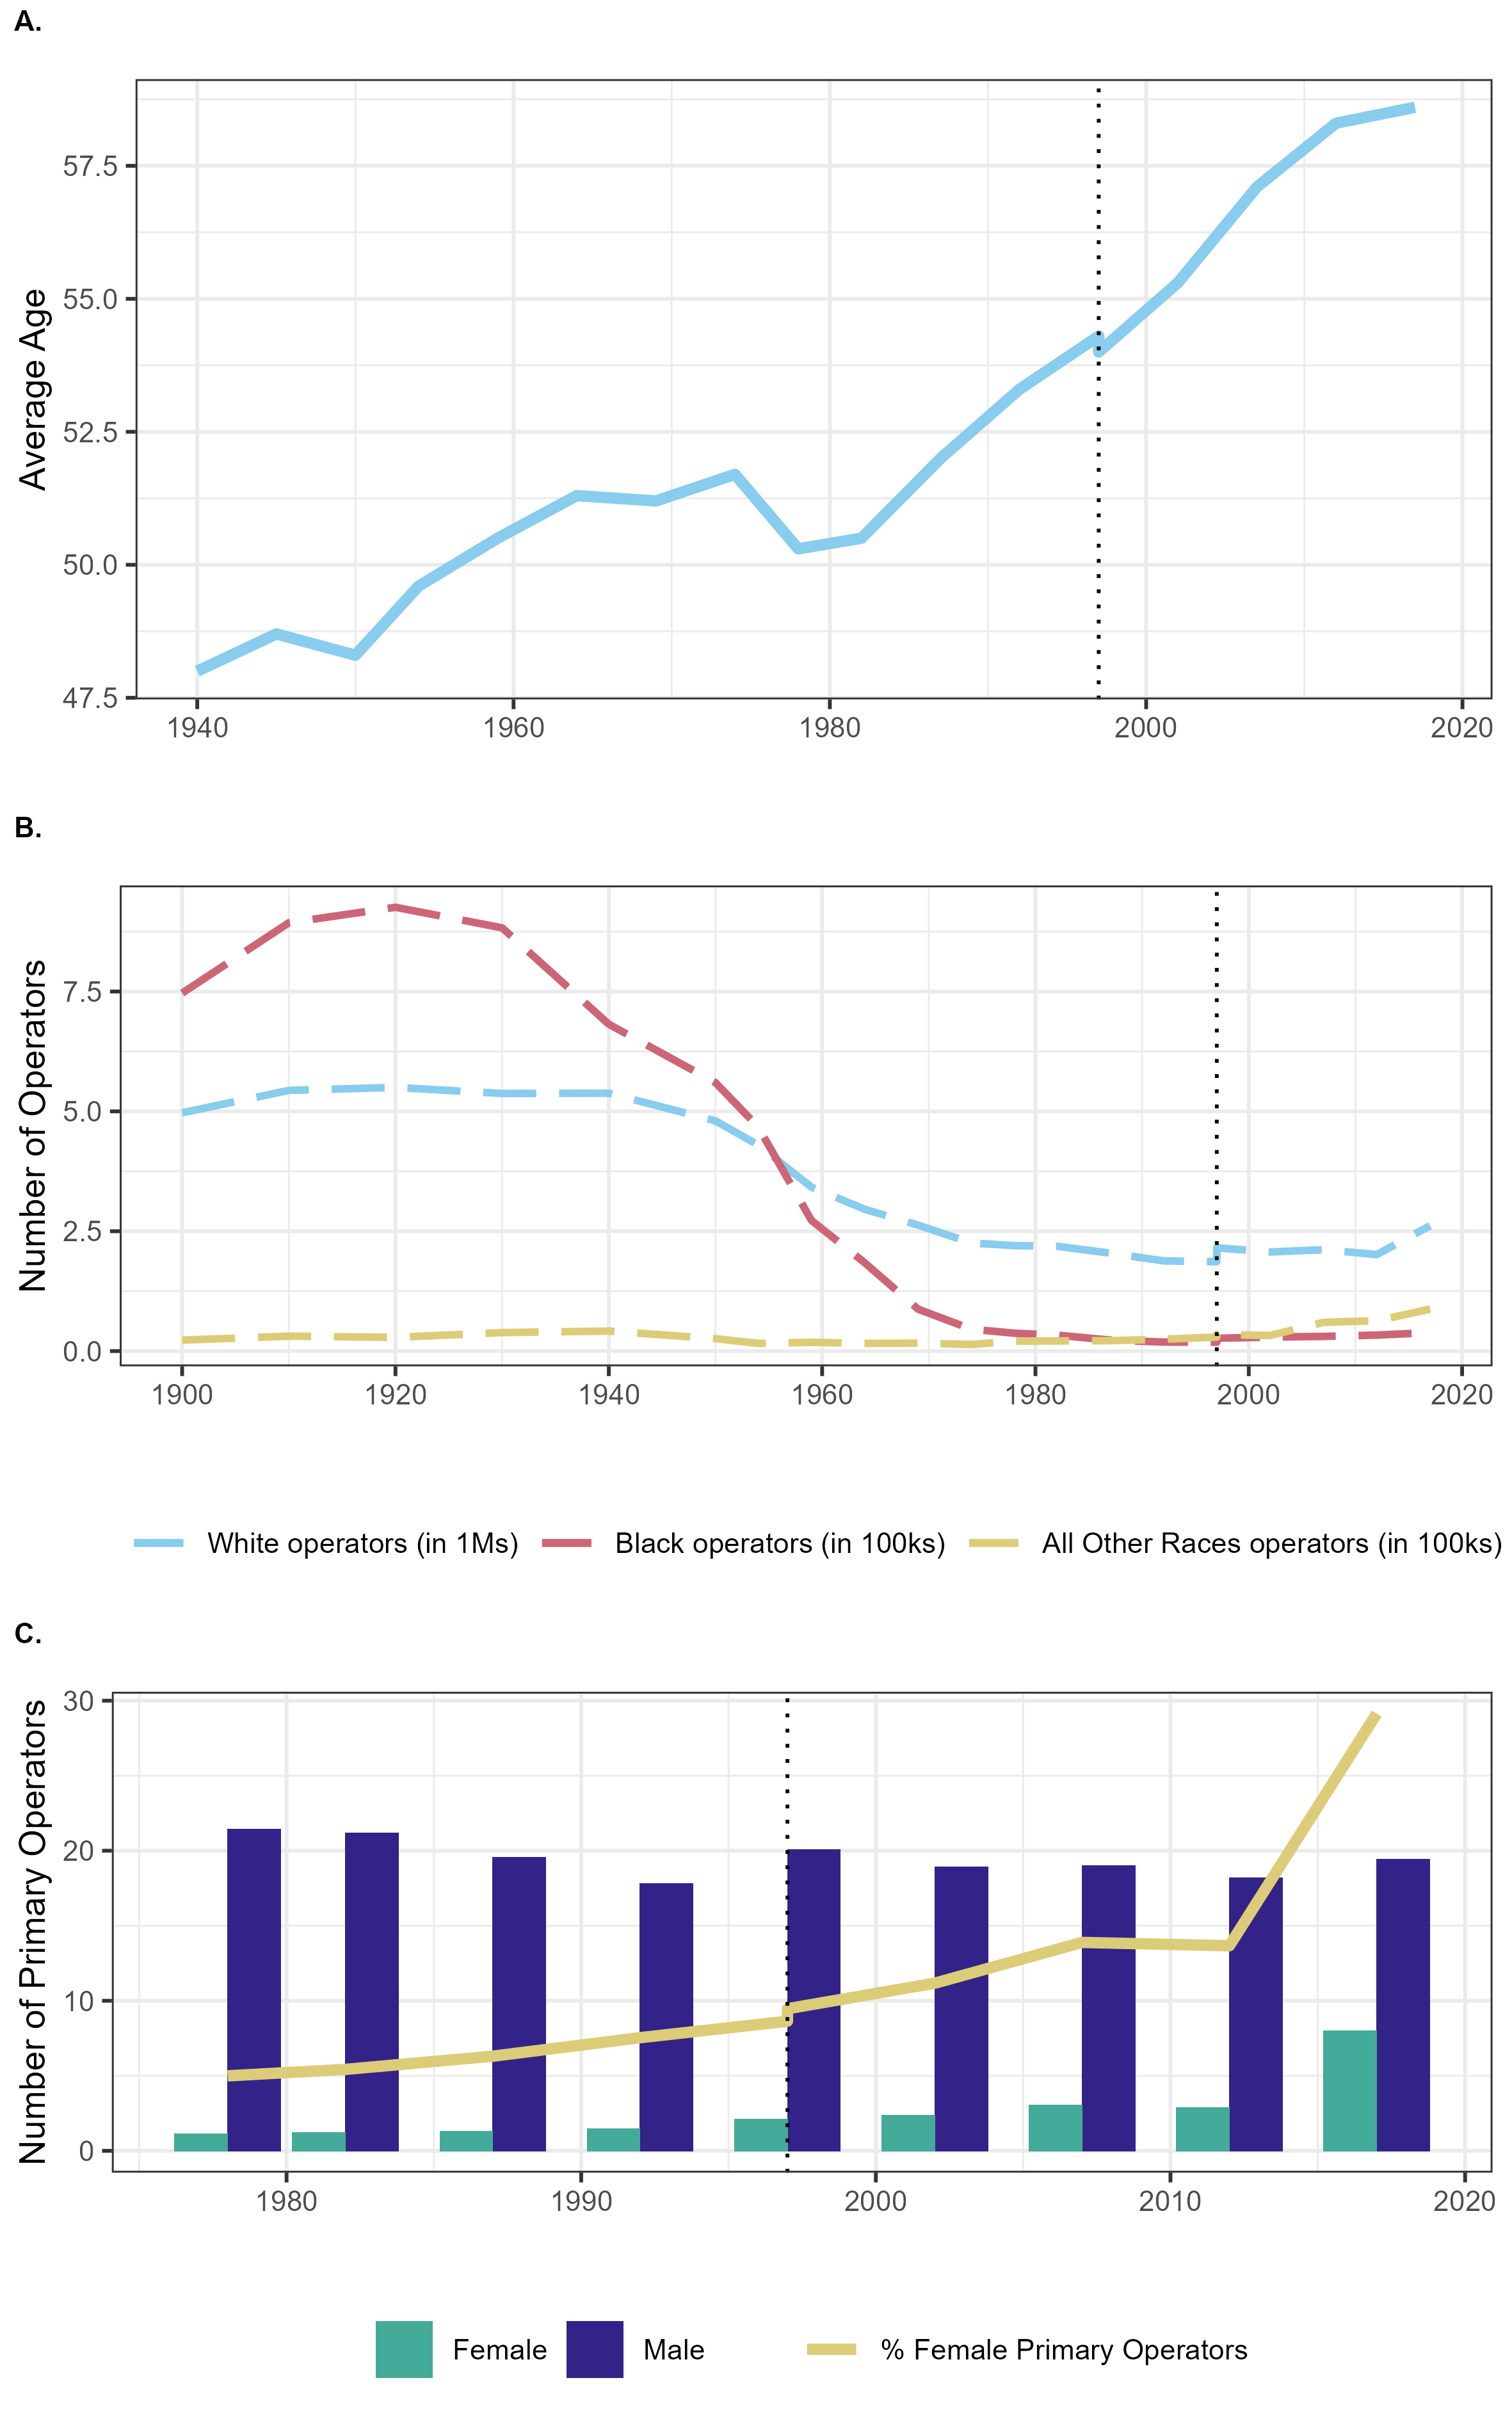 A.
Average Age
57.5
55.0
52.5
50.0
47.5
1940 1960 1980 2000 2020
B.
Number of Operators
7.5
5.0
2.5
0.0
1900 1920 1940 1960 1980 2000 2020
White operators (in 1Ms) Black operators (in 100ks) All Other Races operators (in 100ks)
C.
Number of Primary Operators
30
20
10
0
1980 1990 2000 2010 2020
Female Male % Female Primary Operators